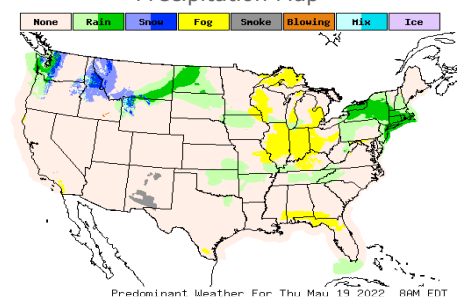 Precipitation Map
None Rain Snow Fog Smoke Blowing Mix Ice
Predominant Weather For Thu May 19 2022 8AM EDT